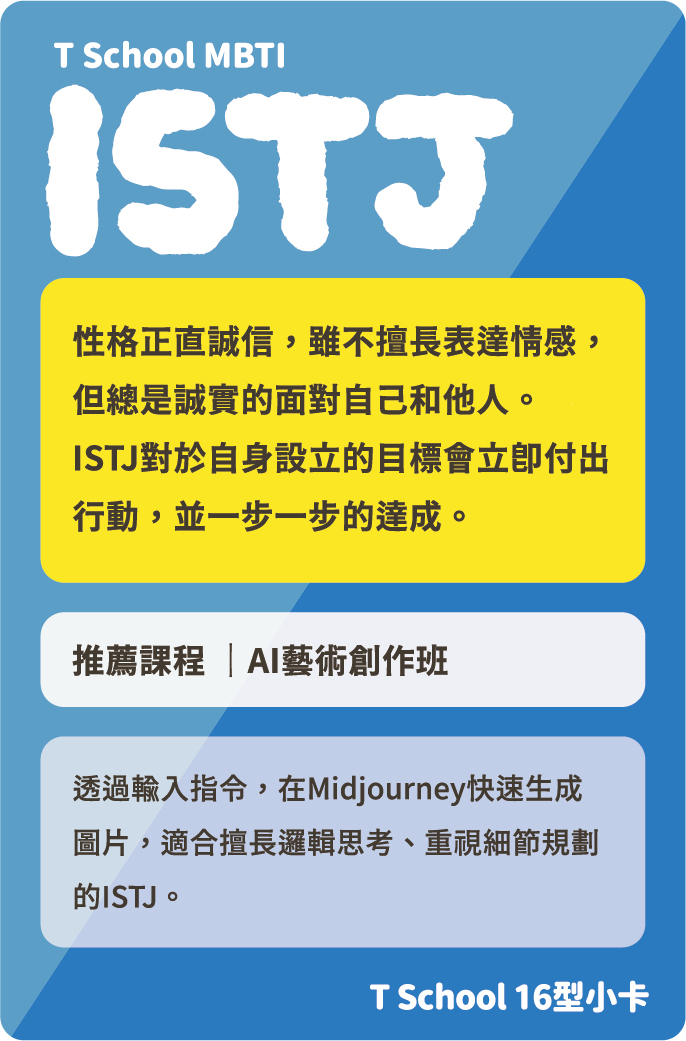 T School MBTI
ISTJ
性格正直誠信，雖不擅長表達情感，
但總是誠實的面對自己和他人。
ISTJ對於自身設立的目標會立即付出
行動，並一步一步的達成。
推薦課程｜AI藝術創作班
透過輸入指令，在Midjourney快速生成
圖片，適合擅長邏輯思考、重視細節規劃
的ISTJ。
T School 16型小卡